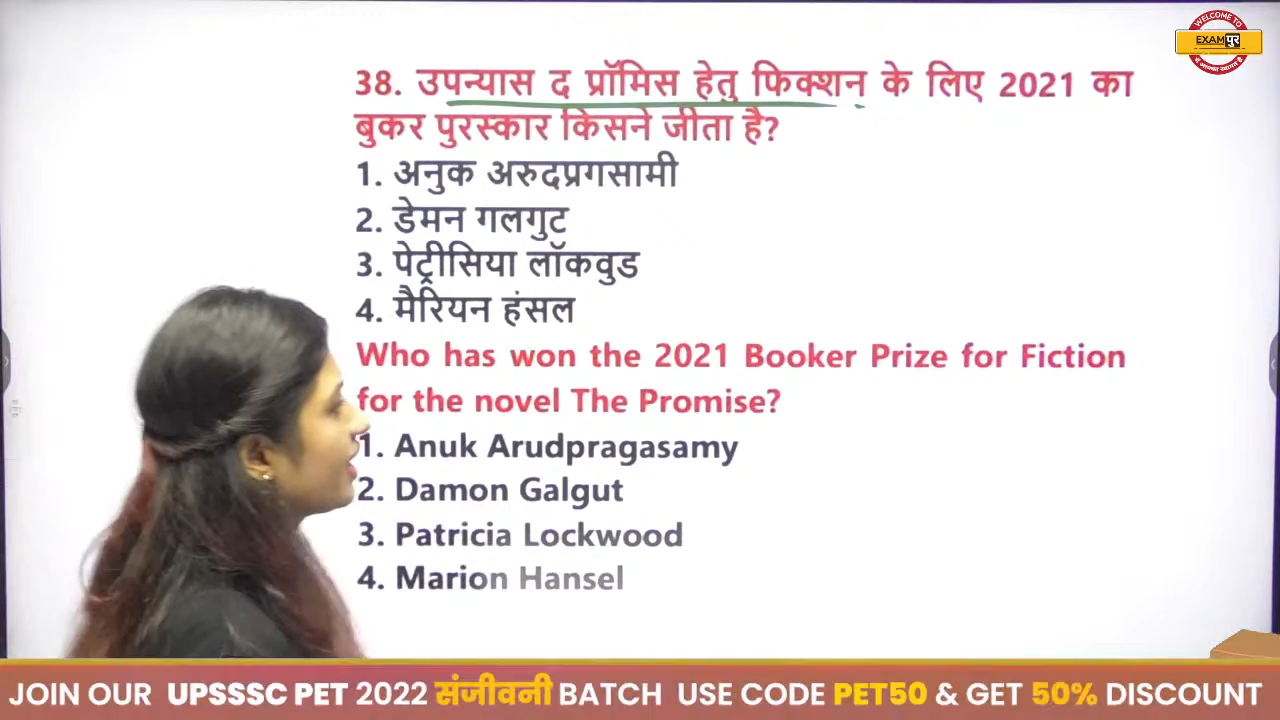 WELCOME TO
EXAMपुर
38. उपन्यास द प्रॉमिस हेतु फिक्शन के लिए 2021 का
बुकर पुरस्कार किसने जीता है?
1. अनुक अरुदप्रगसामी
2. डेमन गलगुट
3. पेट्रीसिया लॉकवुड
4. मैरियन हंसल
Who has won the 2021 Booker Prize for Fiction
for the novel The Promise?
1. Anuk Arudpragasamy
2. Damon Galgut
3. Patricia Lockwood
4. Marion Hansel
JOIN OUR UPSSSC PET 2022 संजीवनी BATCH USE CODE PET50 & GET 50% DISCOUNT